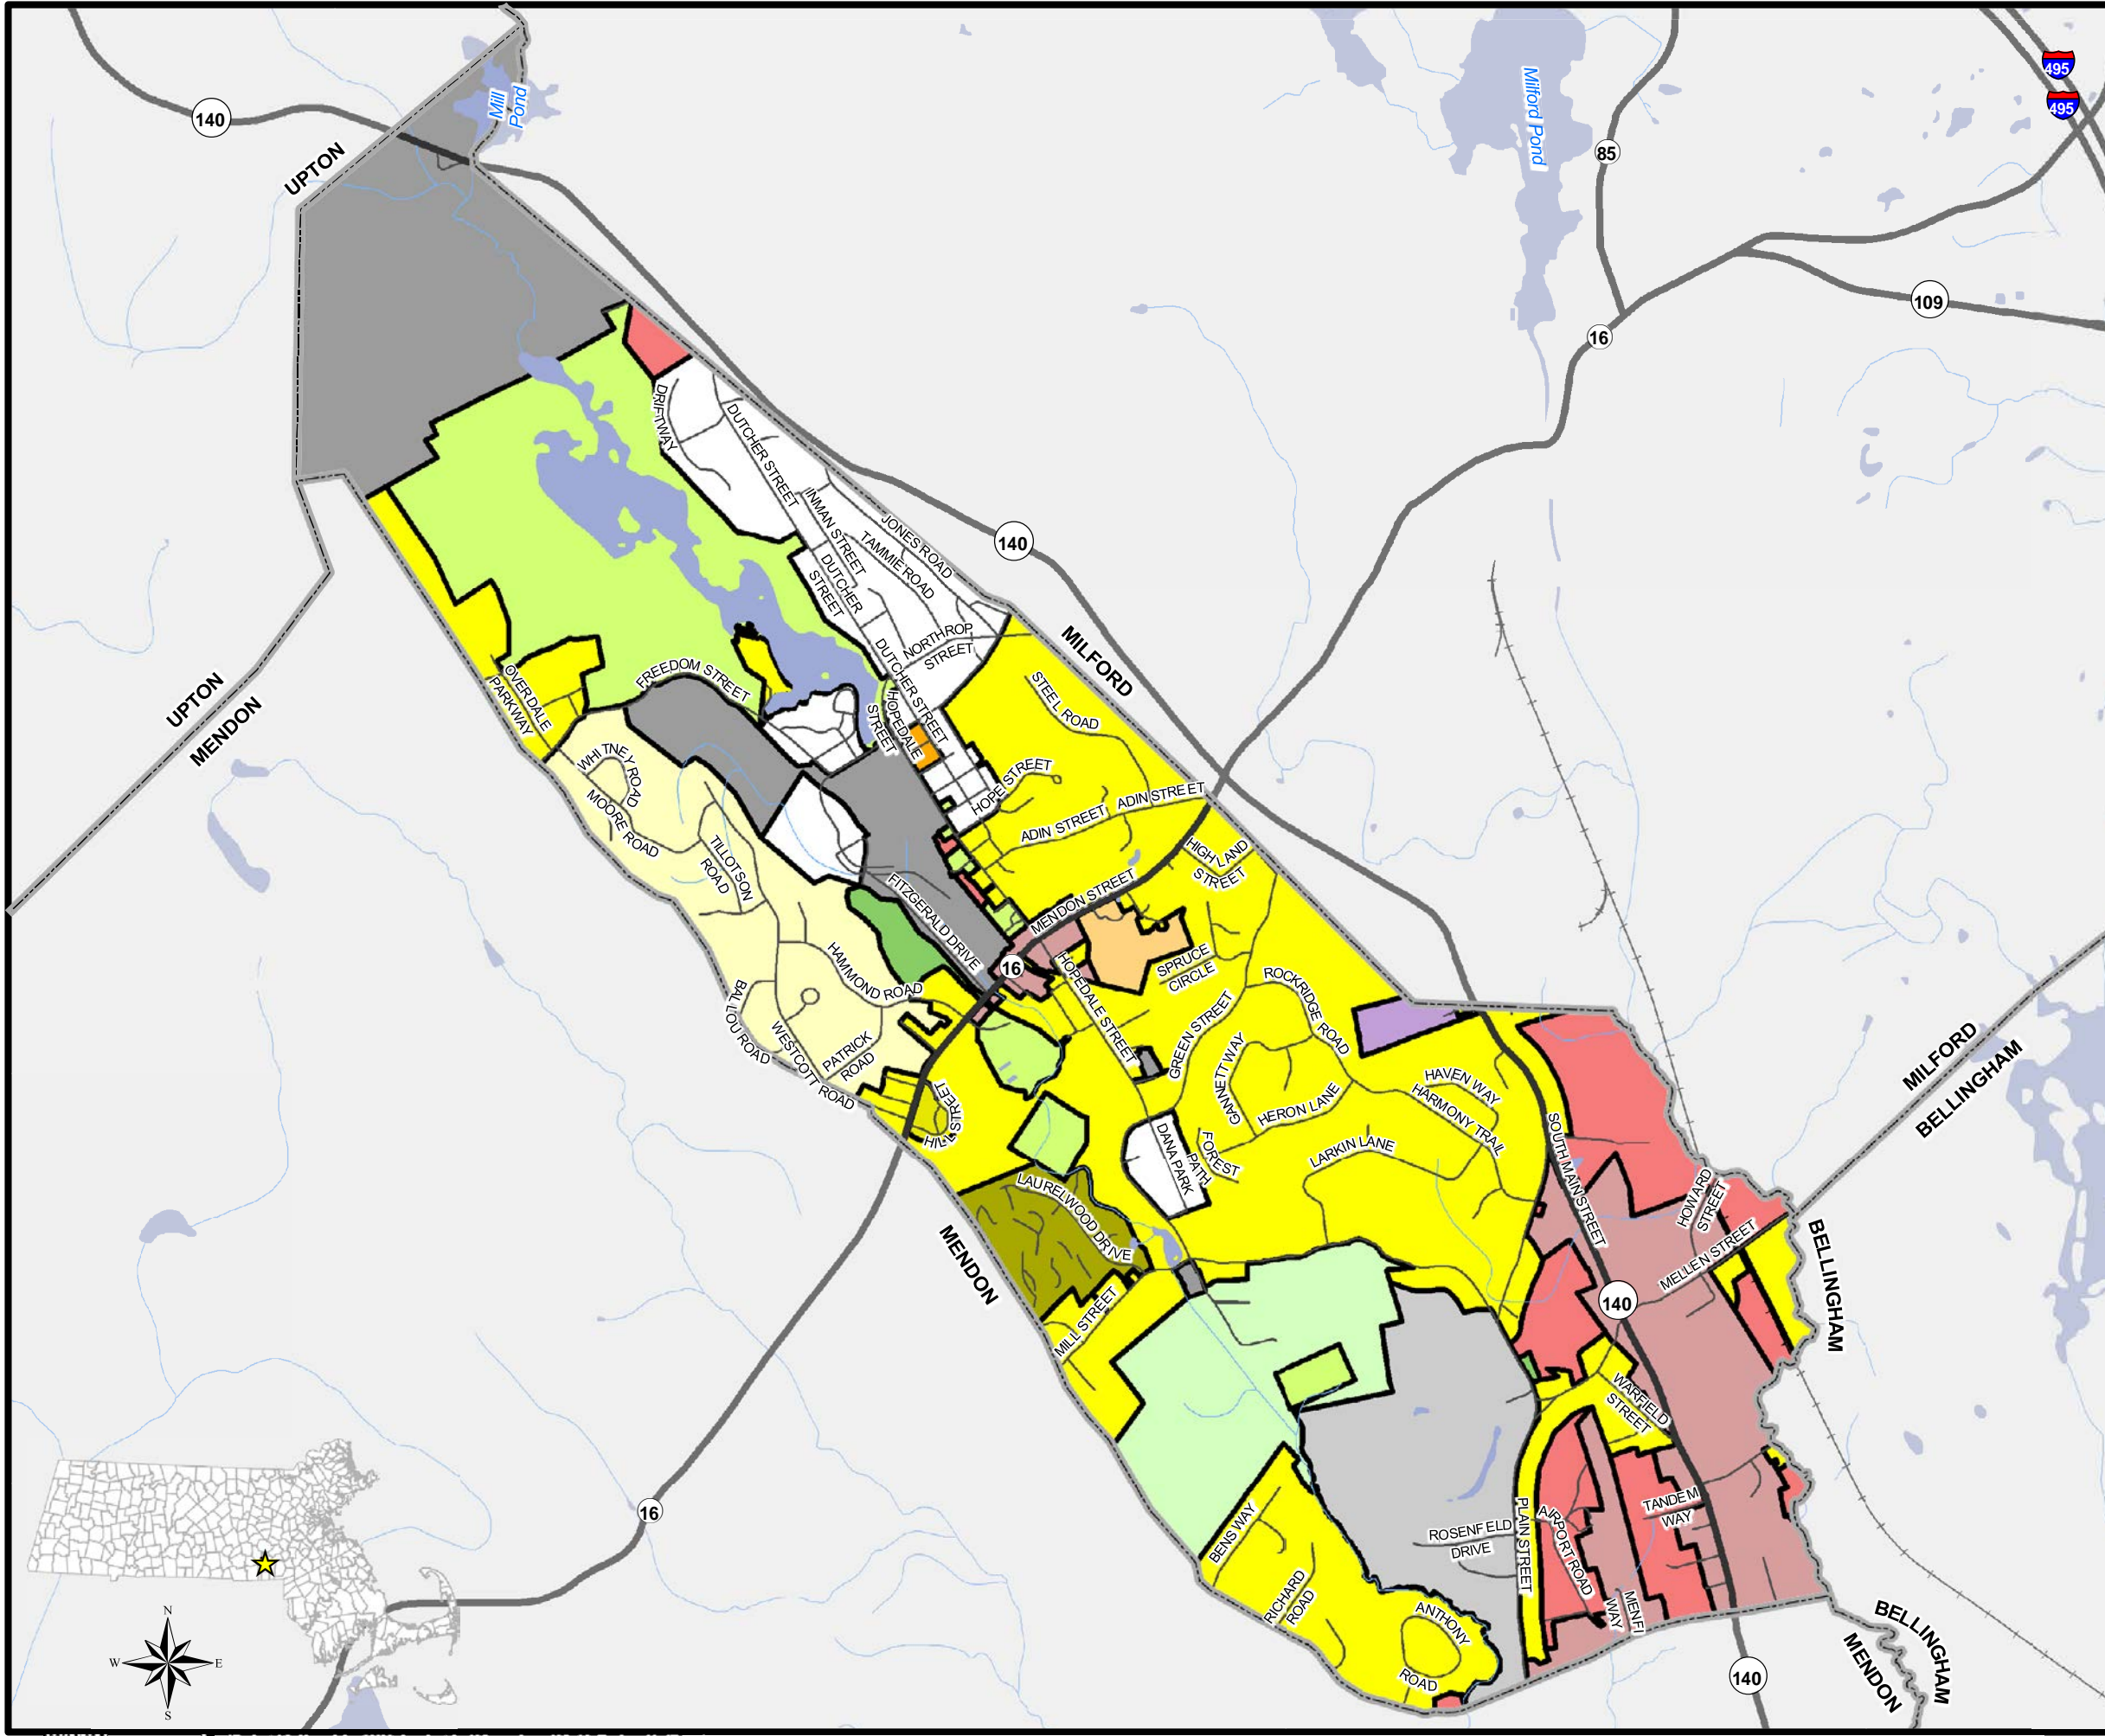 495
495
Mill
Pond
Milford Pond
140
UPTON
85
109
16
DRIFTWAY
DUTCHER STREET
INMAN STREET
JONES ROAD
TAMMIE ROAD
140
DUTCHER
STREET
NORTHROP
STREET
MILFORD
DUTCHER STREET
FREEDOM STREET
OVERDALE
PARKWAY
STEEL ROAD
HOPEDALE
STREET
UPTON
MENDON
WHITNEY ROAD
MOORE ROAD
HOPE STREET
ADIN STREET
ADIN STREET
TILLOTSON
ROAD
HIGHLAND
STREET
FITZGERALD DRIVE
MENDON STREET
16
HAMMOND ROAD
HOPEDALE STREET
SPRUCE
CIRCLE
ROCKRIDGE ROAD
BALLOU ROAD
WESTCOTT ROAD
PATRICK
ROAD
GREEN STREET
GANNETT WAY
HERON LANE
HAVEN WAY
HARMONY TRAIL
MILFORD
BELLINGHAM
HILL STREET
DANA PARK
FOREST
PATH
LARKIN LANE
SOUTH MAIN STREET
HOWARD
STREET
LAURELWOOD DRIVE
MENDON
MELLEN STREET
BELLINGHAM
140
MILL STREET
WARFIELD
STREET
16
BENS WAY
ROSENFELD
DRIVE
PLAIN STREET
AIRPORT ROAD
TANDEM
WAY
MENFI
WAY
RICHARD
ROAD
ANTHONY
ROAD
140
BELLINGHAM
MENDON
N
W
E
S